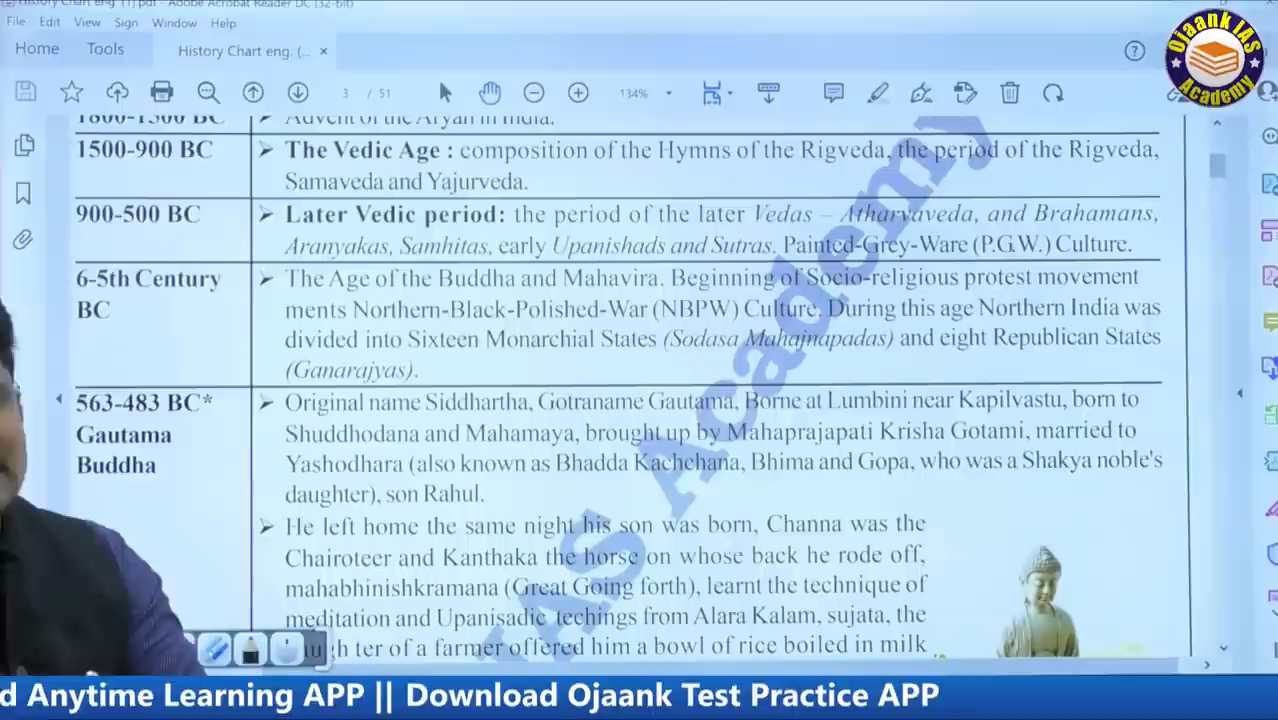 History Chart eng (1).pdf - Adobe Acrobat Reader DC (32-bit)
File Edit View Sign Window Help
Home Tools History Chart eng. (... ×
3 / 51 134%
Ojaank IAS Academy
1800-1500 BC ➢ Advent of the Aryan in India.
1500-900 BC ➢ The Vedic Age : composition of the Hymns of the Rigveda, the period of the Rigveda,
Samaveda and Yajurveda.
900-500 BC ➢ Later Vedic period: the period of the later Vedas – Atharvaveda, and Brahamans,
Aranyakas, Samhitas, early Upanishads and Sutras. Painted-Grey-Ware (P.G.W.) Culture.
6-5th Century ➢ The Age of the Buddha and Mahavira. Beginning of Socio-religious protest movement
BC ments Northern-Black-Polished-War (NBPW) Culture. During this age Northern India was
divided into Sixteen Monarchial States (Sodasa Mahajnapadas) and eight Republican States
(Ganarajyas).
563-483 BC* ➢ Original name Siddhartha, Gotraname Gautama, Borne at Lumbini near Kapilvastu, born to
Gautama Shuddhodana and Mahamaya, brought up by Mahaprajapati Krisha Gotami, married to
Buddha Yashodhara (also known as Bhadda Kachchana, Bhima and Gopa, who was a Shakya noble's
daughter), son Rahul.
➢ He left home the same night his son was born, Channa was the
Chairoteer and Kanthaka the horse on whose back he rode off,
mahabhinishkramana (Great Going forth), learnt the technique of
meditation and Upanisadic techings from Alara Kalam, sujata, the
ter of a farmer offered him a bowl of rice boiled in milk
IAS Academy
d Anytime Learning APP || Download Ojaank Test Practice APP